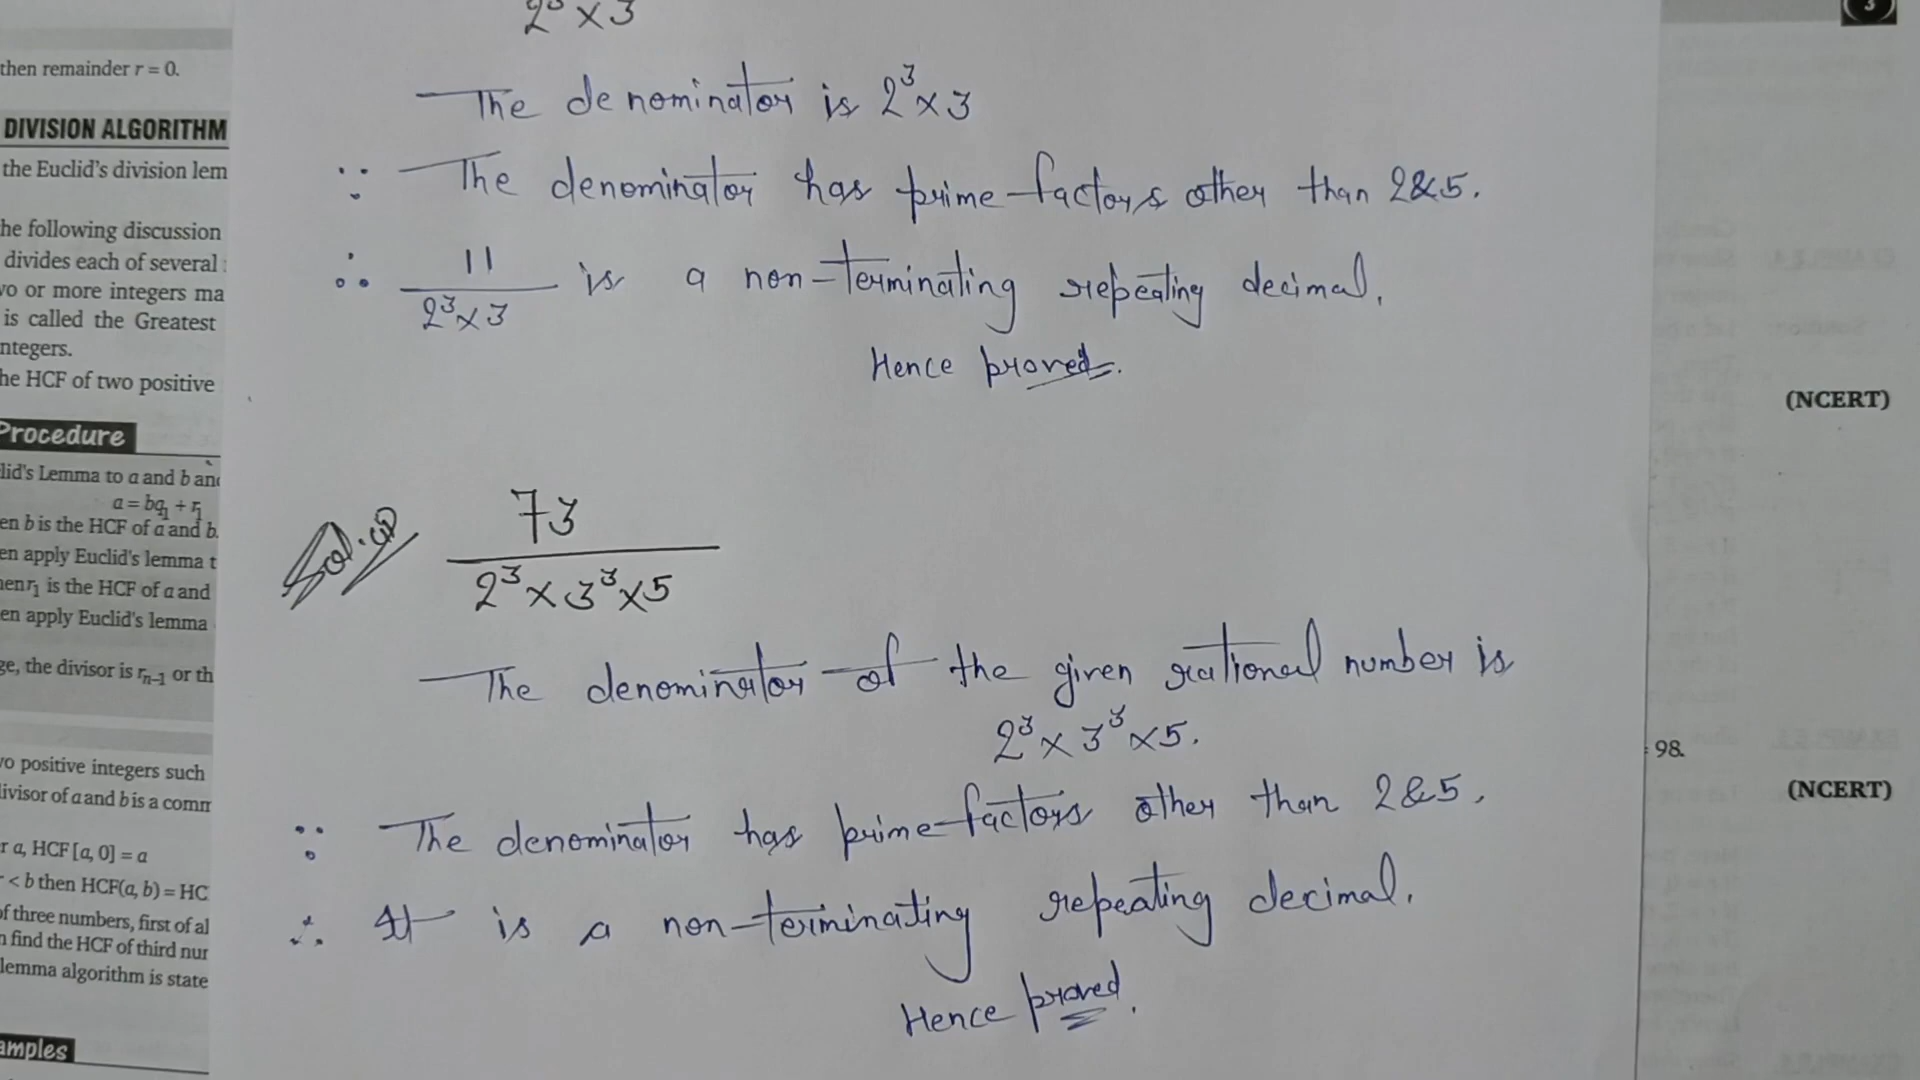 2³ × 3
The denominator is 2³ × 3
∵ The denominator has prime factors other than 2&5.
∴ 11 / 2³×3 is a non-terminating repeating decimal.
Hence proved.
73
2³ × 3³ × 5
The denominator of the given rational number is
2³ × 3³ × 5.
∵ The denominator has prime factors other than 2&5.
∴ It is a non-terminating repeating decimal.
Hence proved.
then remainder r = 0.
DIVISION ALGORITHM
the Euclid's division lem
he following discussion
divides each of several
vo or more integers ma
is called the Greatest
ntegers.
he HCF of two positive
Procedure
lid's Lemma to a and b and
a = bq₁ + r₁
en b is the HCF of a and b.
en apply Euclid's lemma t
hen r₁ is the HCF of a and
en apply Euclid's lemma
ge, the divisor is rₙ₋₁ or th
vo positive integers such
divisor of a and b is a comm
r a, HCF [a, 0] = a
r < b then HCF(a, b) = HC
of three numbers, first of al
n find the HCF of third nur
lemma algorithm is state
amples
3
(NCERT)
= 98.
(NCERT)